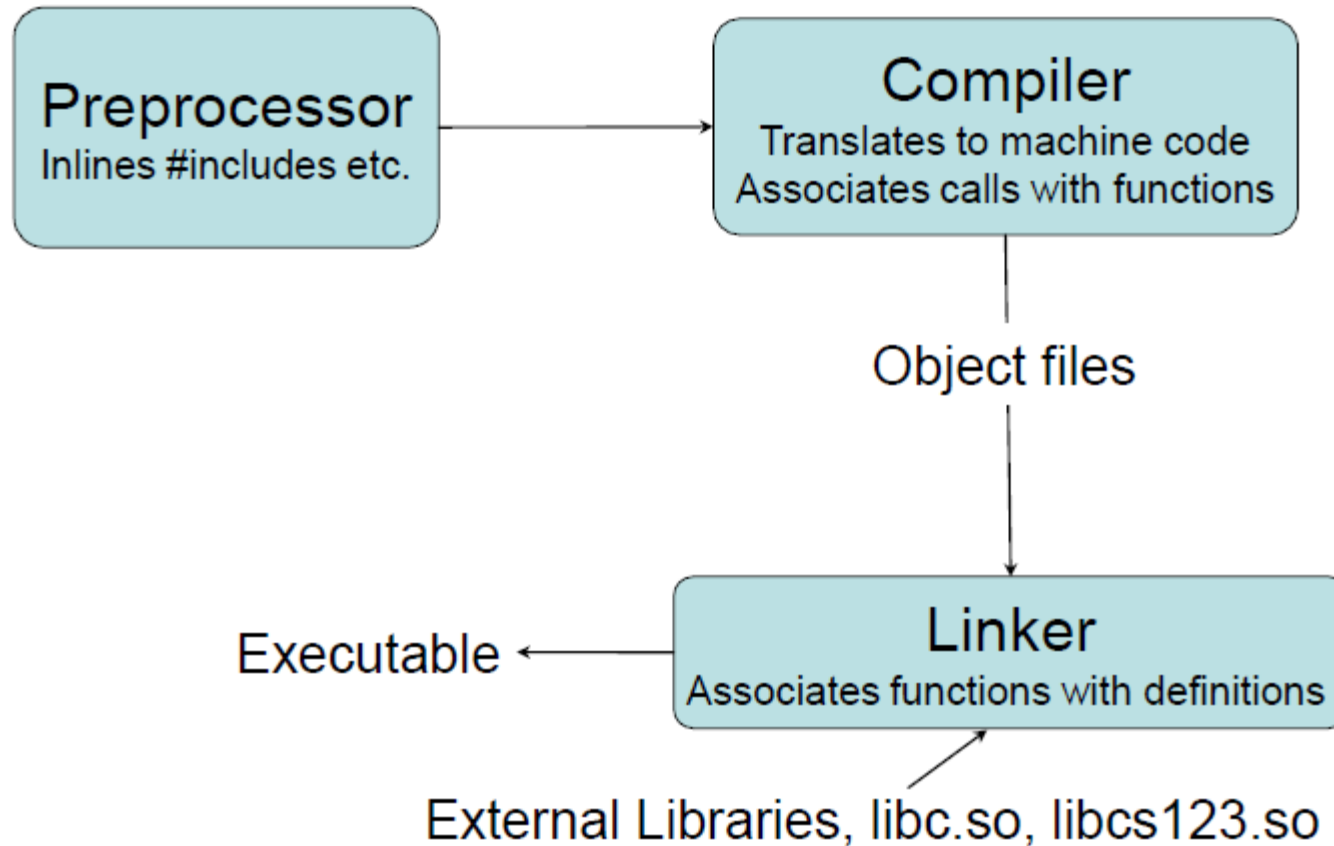 Preprocessor
Inlines #includes etc.
Compiler
Translates to machine code
Associates calls with functions
Object files
Linker
Associates functions with definitions
Executable
External Libraries, libc.so, libcs123.so